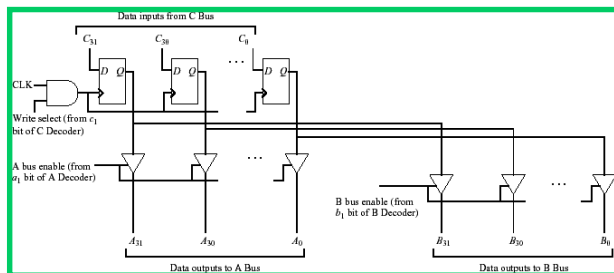 Data inputs from C Bus
C31 C30 C0
D Q D Q D Q
CLK
Write select (from c1
bit of C Decoder)
A bus enable (from
a1 bit of A Decoder)
B bus enable (from
b1 bit of B Decoder)
A31 A30 A0 B31 B30 B0
Data outputs to A Bus Data outputs to B Bus